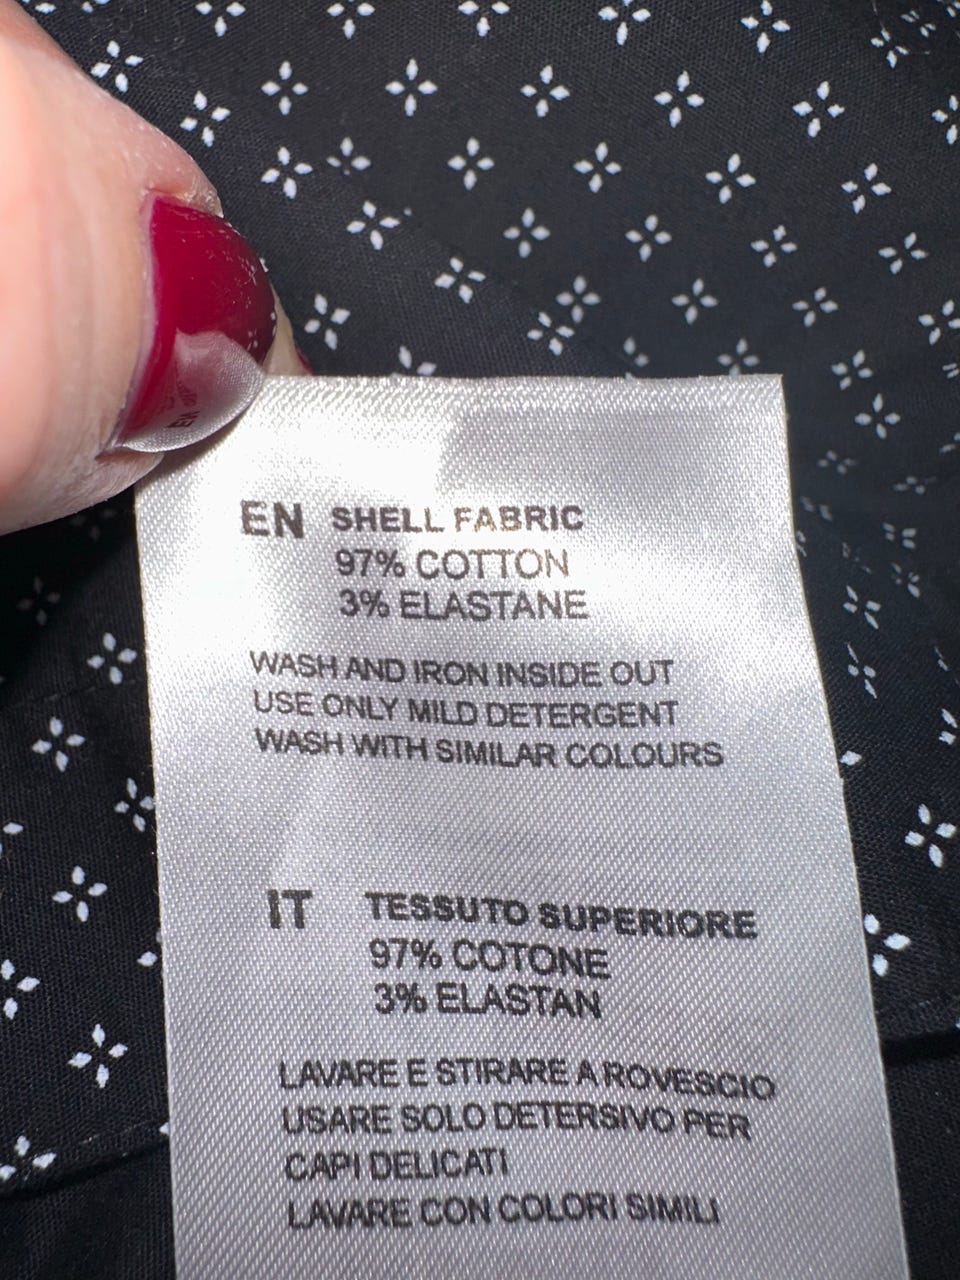 EN SHELL FABRIC
97% COTTON
3% ELASTANE
WASH AND IRON INSIDE OUT
USE ONLY MILD DETERGENT
WASH WITH SIMILAR COLOURS
IT TESSUTO SUPERIORE
97% COTONE
3% ELASTAN
LAVARE E STIRARE A ROVESCIO
USARE SOLO DETERSIVO PER
CAPI DELICATI
LAVARE CON COLORI SIMILI